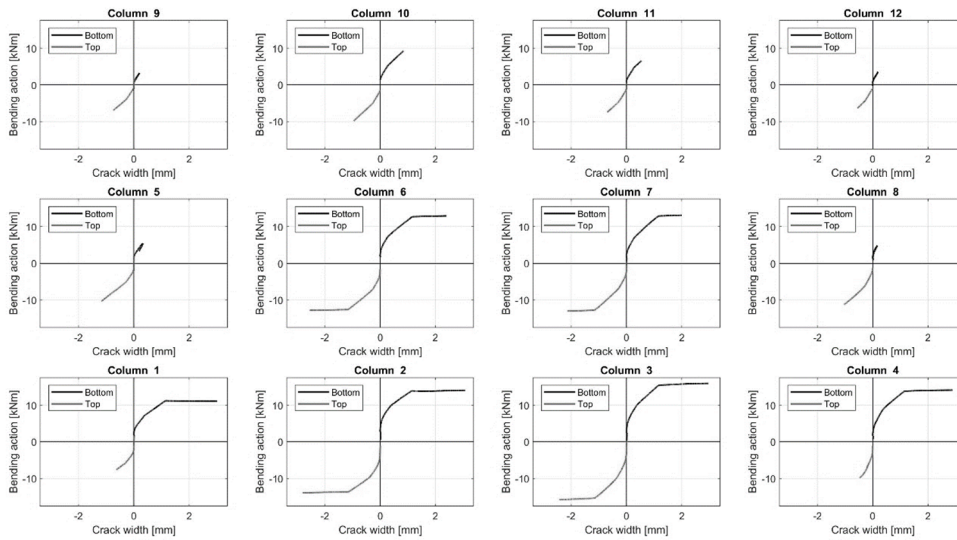 Column 9
Bending action [kNm]
10
0
-10
Bottom
Top
-2
0
2
Crack width [mm]
Column 10
Bending action [kNm]
10
0
-10
Bottom
Top
-2
0
2
Crack width [mm]
Column 11
Bending action [kNm]
10
0
-10
Bottom
Top
-2
0
2
Crack width [mm]
Column 12
Bending action [kNm]
10
0
-10
Bottom
Top
-2
0
2
Crack width [mm]
Column 5
Bending action [kNm]
10
0
-10
Bottom
Top
-2
0
2
Crack width [mm]
Column 6
Bending action [kNm]
10
0
-10
Bottom
Top
-2
0
2
Crack width [mm]
Column 7
Bending action [kNm]
10
0
-10
Bottom
Top
-2
0
2
Crack width [mm]
Column 8
Bending action [kNm]
10
0
-10
Bottom
Top
-2
0
2
Crack width [mm]
Column 1
Bending action [kNm]
10
0
-10
Bottom
Top
-2
0
2
Crack width [mm]
Column 2
Bending action [kNm]
10
0
-10
Bottom
Top
-2
0
2
Crack width [mm]
Column 3
Bending action [kNm]
10
0
-10
Bottom
Top
-2
0
2
Crack width [mm]
Column 4
Bending action [kNm]
10
0
-10
Bottom
Top
-2
0
2
Crack width [mm]